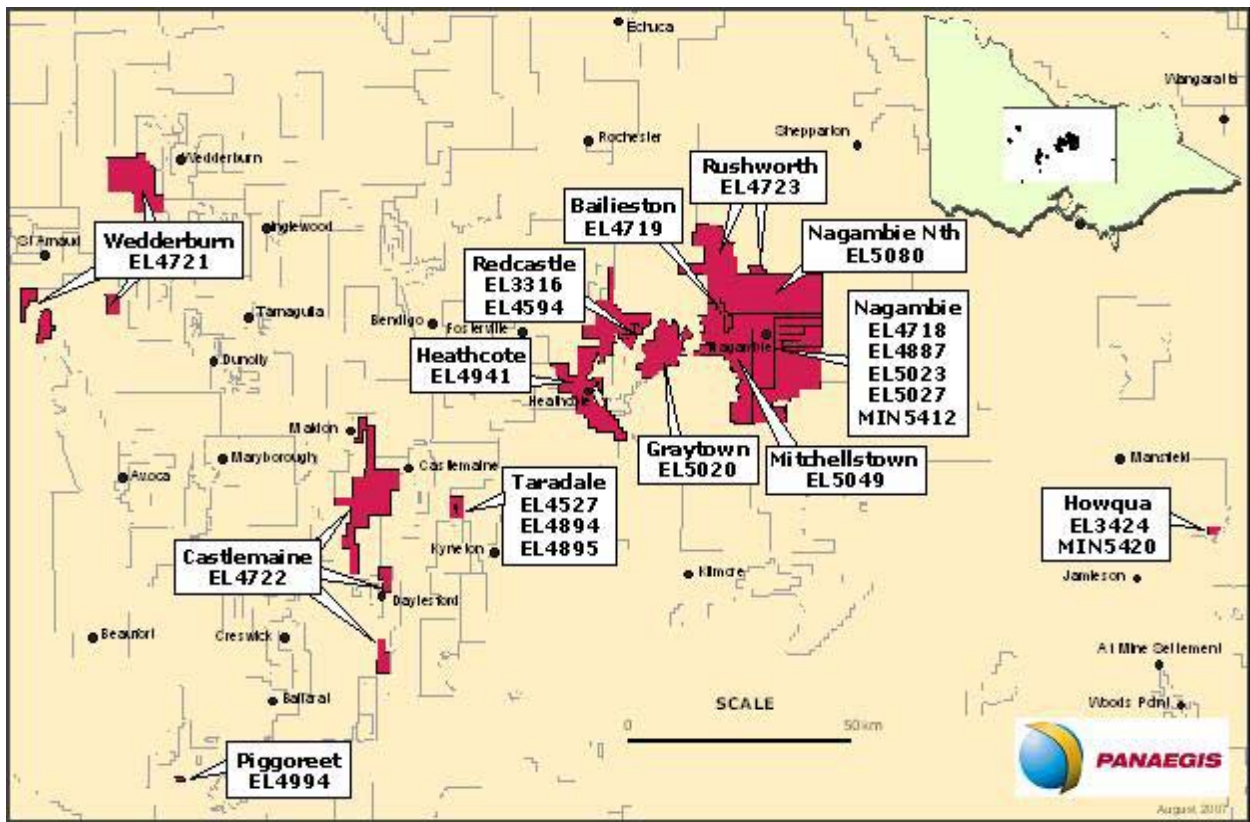 Echuca
Wangaratta
Rochester
Shepparton
Wedderburn
Rushworth
EL4723
Bailieston
EL4719
Inglewood
Nagambie Nth
EL5080
St Arnaud
Wedderburn
EL4721
Redcastle
EL3316
EL4594
Nagambie
EL4718
EL4887
EL5023
EL5027
MIN5412
Tarnagulla
Bendigo
Fosterville
Nagambie
Dunolly
Heathcote
EL4941
Heathcote
Maldon
Graytown
EL5020
Mitchellstown
EL5049
Maryborough
Castlemaine
Mansfield
Avoca
Taradale
EL4527
EL4894
EL4895
Howqua
EL3424
MIN5420
Castlemaine
EL4722
Kyneton
Kilmore
Jamieson
Daylesford
Beaufort
Creswick
A1 Mine Settlement
Ballarat
SCALE
Woods Point
0 50km
Piggoreet
EL4994
PANAEGIS
August 2007